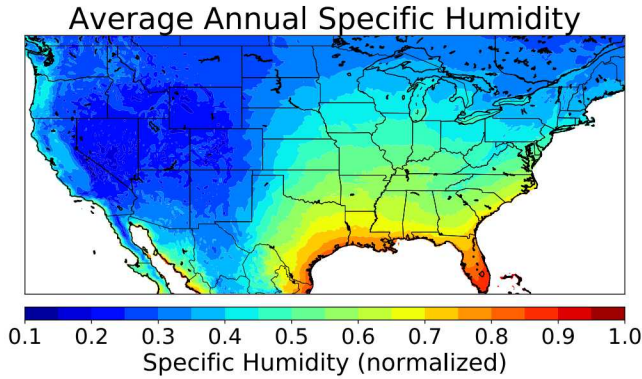 Average Annual Specific Humidity
0.1 0.2 0.3 0.4 0.5 0.6 0.7 0.8 0.9 1.0
Specific Humidity (normalized)